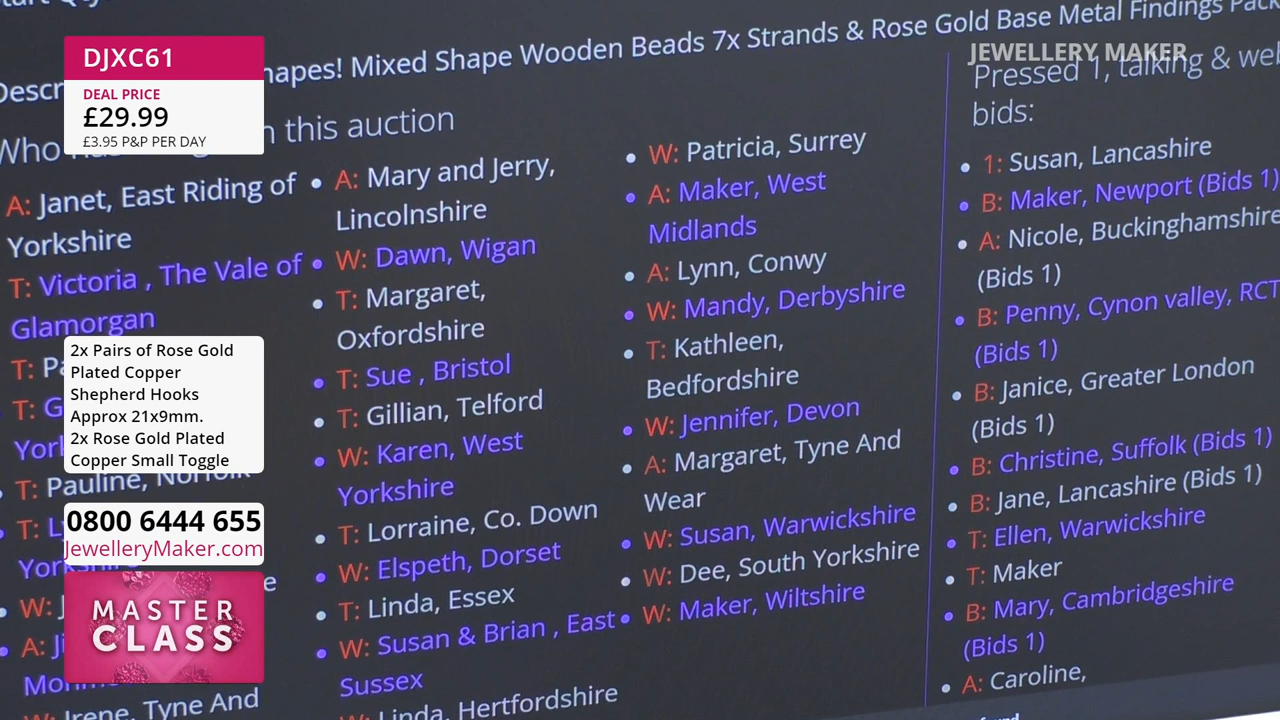 DJXC61
DEAL PRICE
£29.99
£3.95 P&P PER DAY
JEWELLERY MAKER
Mixed Shape Wooden Beads 7x Strands & Rose Gold Base Metal Findings Pack
Who
this auction
A: Janet, East Riding of
Yorkshire
T: Victoria , The Vale of
Glamorgan
T:
T:
T: Pauline, Norfolk
T:
Yorkshire
W:
A:
W: Irene, Tyne And
A: Mary and Jerry,
Lincolnshire
W: Dawn, Wigan
T: Margaret,
Oxfordshire
T: Sue , Bristol
T: Gillian, Telford
W: Karen, West
Yorkshire
T: Lorraine, Co. Down
W: Elspeth, Dorset
T: Linda, Essex
W: Susan & Brian , East
Sussex
W: Linda, Hertfordshire
W: Patricia, Surrey
A: Maker, West
Midlands
A: Lynn, Conwy
W: Mandy, Derbyshire
T: Kathleen,
Bedfordshire
W: Jennifer, Devon
A: Margaret, Tyne And
Wear
W: Susan, Warwickshire
W: Dee, South Yorkshire
W: Maker, Wiltshire
Pressed 1, talking & web
bids:
1: Susan, Lancashire
B: Maker, Newport (Bids 1)
A: Nicole, Buckinghamshire
(Bids 1)
B: Penny, Cynon valley, RCT
(Bids 1)
B: Janice, Greater London
(Bids 1)
B: Christine, Suffolk (Bids 1)
B: Jane, Lancashire (Bids 1)
T: Ellen, Warwickshire
T: Maker
B: Mary, Cambridgeshire
(Bids 1)
A: Caroline,
2x Pairs of Rose Gold
Plated Copper
Shepherd Hooks
Approx 21x9mm.
2x Rose Gold Plated
Copper Small Toggle
0800 6444 655
JewelleryMaker.com
MASTER
CLASS